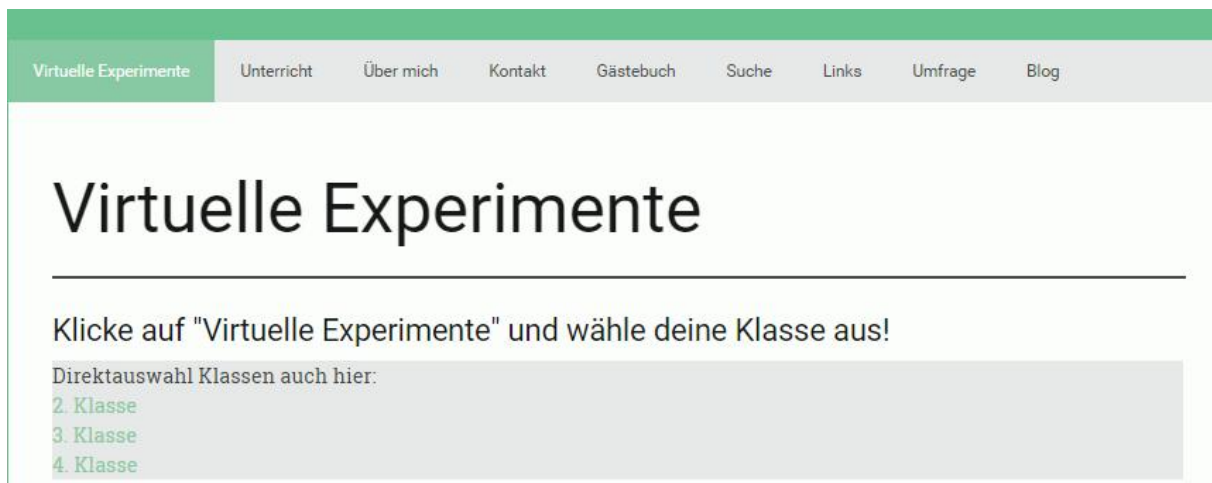 Virtuelle Experimente Unterricht Über mich Kontakt Gästebuch Suche Links Umfrage Blog
Virtuelle Experimente
Klicke auf "Virtuelle Experimente" und wähle deine Klasse aus!
Direktauswahl Klassen auch hier:
2. Klasse
3. Klasse
4. Klasse